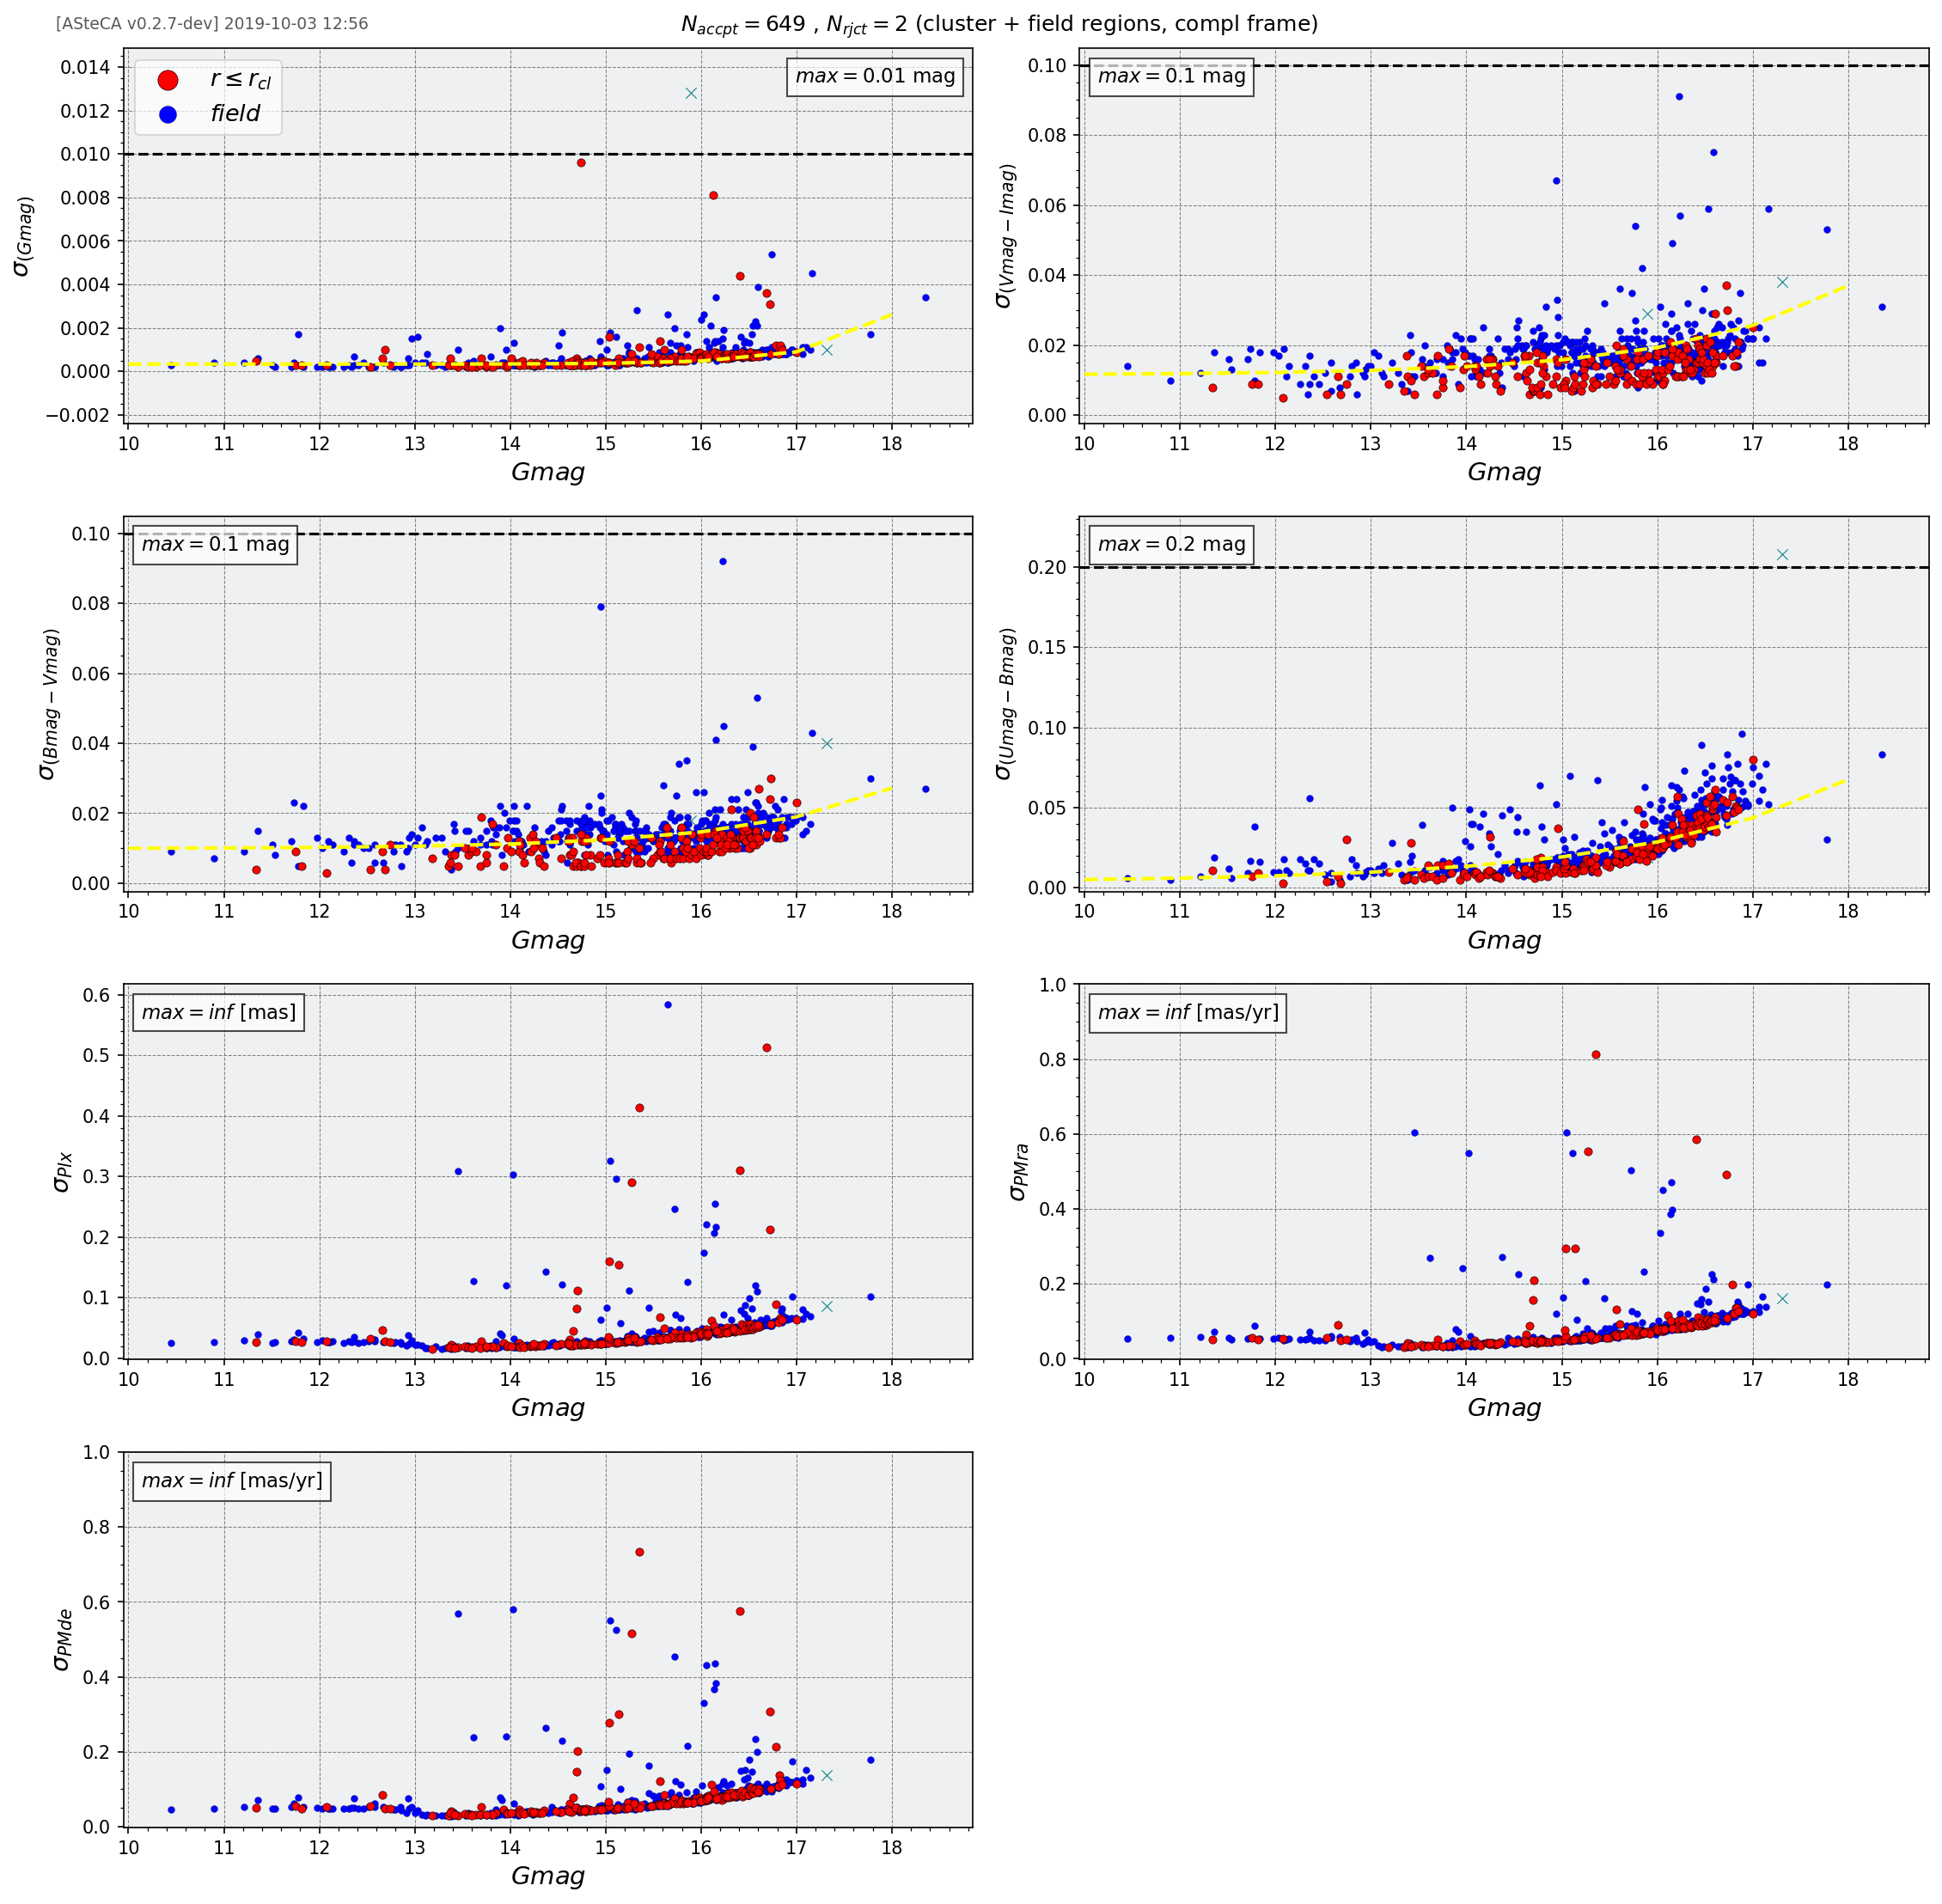 [ASteCA v0.2.7-dev] 2019-10-03 12:56
N_accpt = 649 , N_rjct = 2 (cluster + field regions, compl frame)
r ≤ r_cl
field
max = 0.01 mag
σ_(Gmag)
0.014
0.012
0.010
0.008
0.006
0.004
0.002
0.000
−0.002
10 11 12 13 14 15 16 17 18
Gmag
max = 0.1 mag
σ_(Vmag − Imag)
0.10
0.08
0.06
0.04
0.02
0.00
10 11 12 13 14 15 16 17 18
Gmag
max = 0.1 mag
σ_(Bmag − Vmag)
0.10
0.08
0.06
0.04
0.02
0.00
10 11 12 13 14 15 16 17 18
Gmag
max = 0.2 mag
σ_(Umag − Bmag)
0.20
0.15
0.10
0.05
0.00
10 11 12 13 14 15 16 17 18
Gmag
max = inf [mas]
σ_Plx
0.6
0.5
0.4
0.3
0.2
0.1
0.0
10 11 12 13 14 15 16 17 18
Gmag
max = inf [mas/yr]
σ_PMra
1.0
0.8
0.6
0.4
0.2
0.0
10 11 12 13 14 15 16 17 18
Gmag
max = inf [mas/yr]
σ_PMde
1.0
0.8
0.6
0.4
0.2
0.0
10 11 12 13 14 15 16 17 18
Gmag